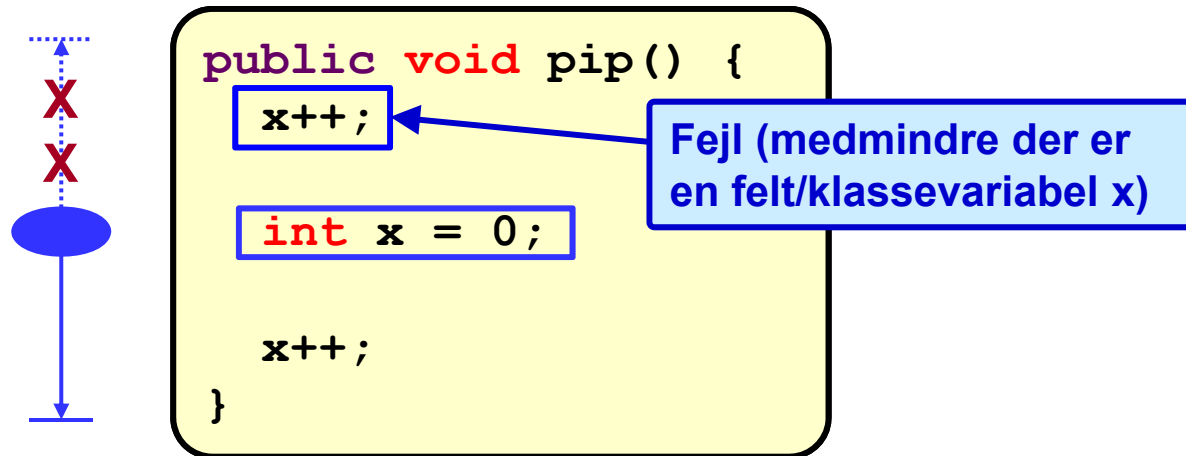 public void pip() {
x++;
Fejl (medmindre der er
en felt/klassevariabel x)
int x = 0;
x++;
}
X
X